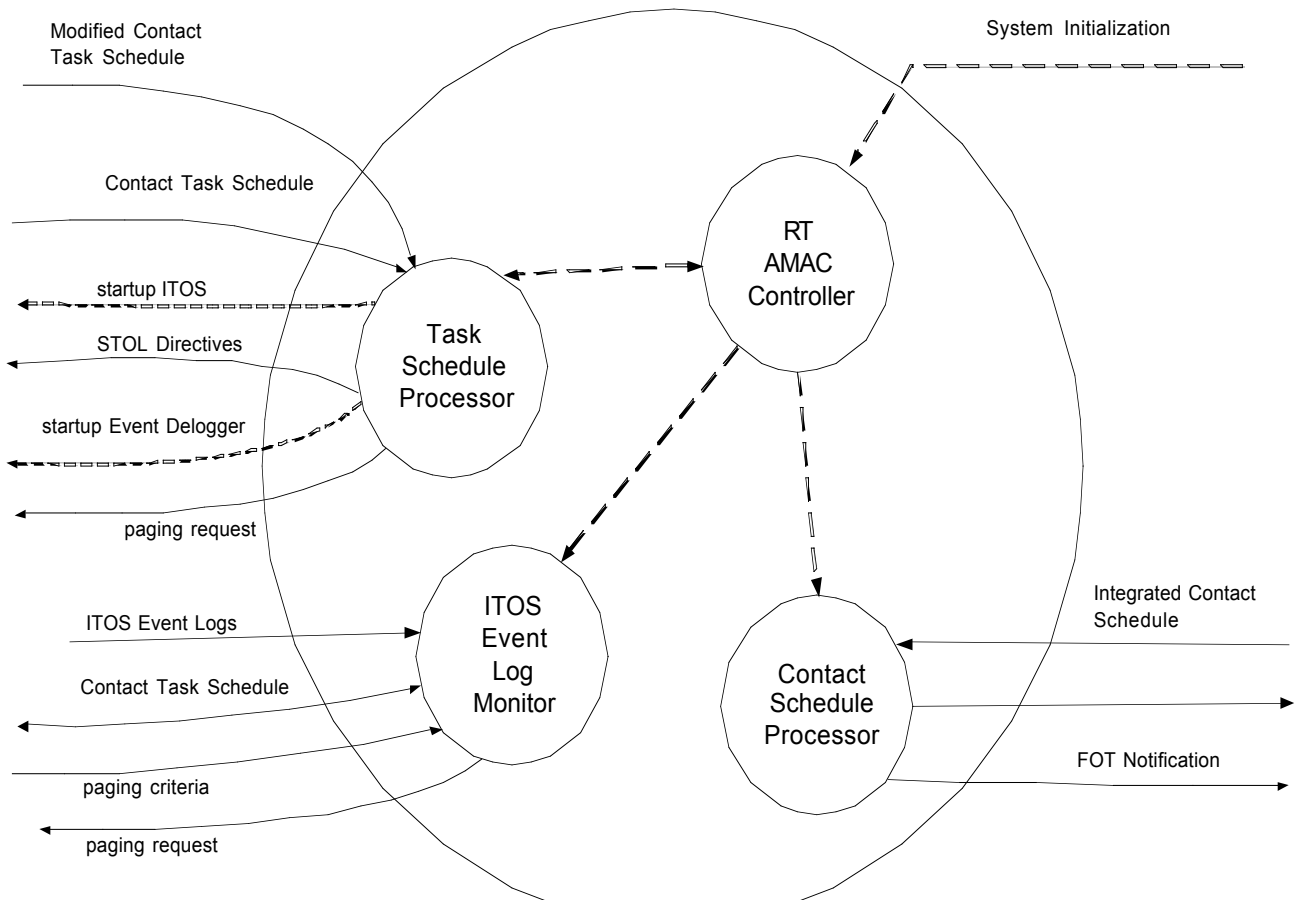 Modified Contact
Task Schedule
System Initialization
Contact Task Schedule
RT
AMAC
Controller
startup ITOS
STOL Directives
Task
Schedule
Processor
startup Event Delogger
paging request
ITOS Event Logs
ITOS
Event
Log
Monitor
Contact Task Schedule
paging criteria
paging request
Integrated Contact
Schedule
Contact
Schedule
Processor
FOT Notification